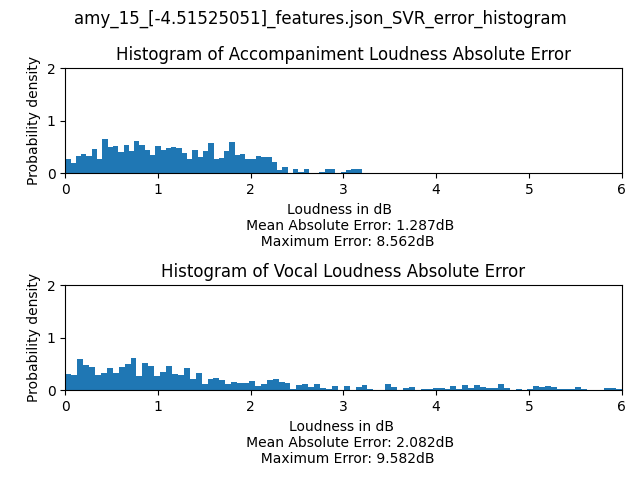 amy_15_[-4.51525051]_features.json_SVR_error_histogram
Histogram of Accompaniment Loudness Absolute Error
Probability density
2
1
0
0 1 2 3 4 5 6
Loudness in dB
Mean Absolute Error: 1.287dB
Maximum Error: 8.562dB
Histogram of Vocal Loudness Absolute Error
Probability density
2
1
0
0 1 2 3 4 5 6
Loudness in dB
Mean Absolute Error: 2.082dB
Maximum Error: 9.582dB